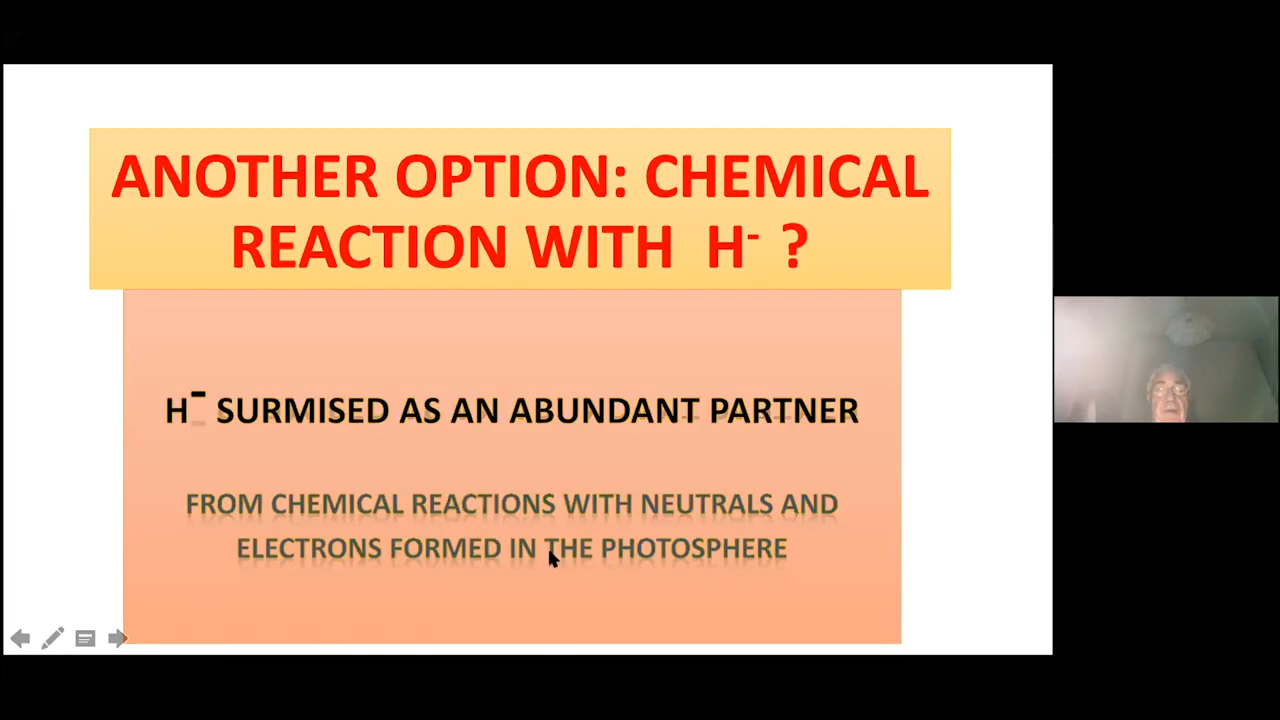 ANOTHER OPTION: CHEMICAL
REACTION WITH H⁻ ?
H⁻ SURMISED AS AN ABUNDANT PARTNER
FROM CHEMICAL REACTIONS WITH NEUTRALS AND
ELECTRONS FORMED IN THE PHOTOSPHERE